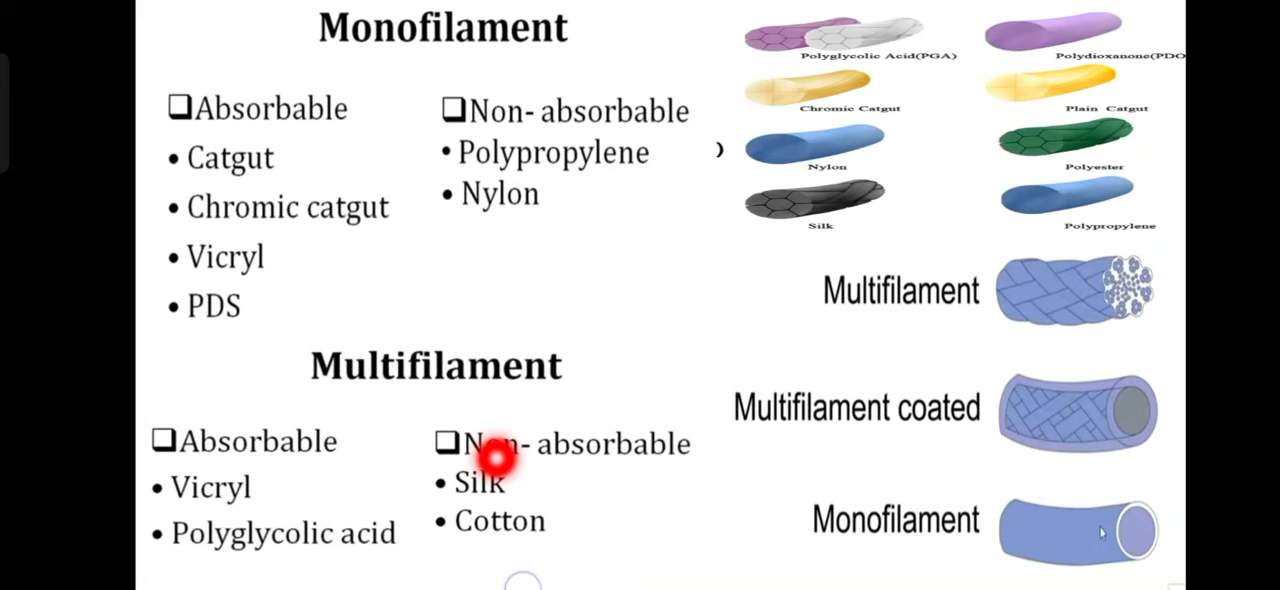 Monofilament
❑Absorbable
• Catgut
• Chromic catgut
• Vicryl
• PDS
❑Non- absorbable
• Polypropylene
• Nylon
Multifilament
❑Absorbable
• Vicryl
• Polyglycolic acid
❑Non- absorbable
• Silk
• Cotton
Polyglycolic Acid(PGA)
Polydioxanone(PDO
)
Chromic Catgut
Plain Catgut
Nylon
Polyester
Silk
Polypropylene
Multifilament
Multifilament coated
Monofilament